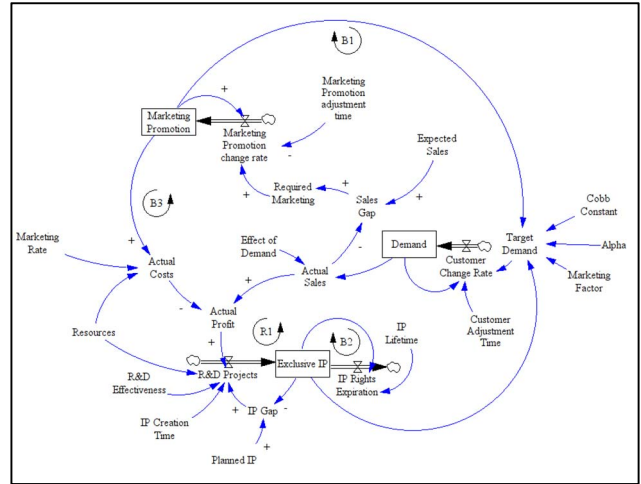 B1
+
Marketing
Promotion
adjustment
time
Marketing
Promotion
Marketing
Promotion
change rate
-
Expected
Sales
+
Required
Marketing
+
Sales
Gap
+
B3
Cobb
Constant
Marketing
Rate
+
Actual
Costs
Effect of
Demand
-
Demand
Customer
Change Rate
Target
Demand
Alpha
Marketing
Factor
Actual
Sales
+
-
Actual
Profit
Customer
Adjustment
Time
Resources
+
R1
B2
IP
Lifetime
R&D Projects
Exclusive IP
IP Rights
Expiration
R&D
Effectiveness
+
IP Gap
-
IP Creation
Time
+
Planned IP